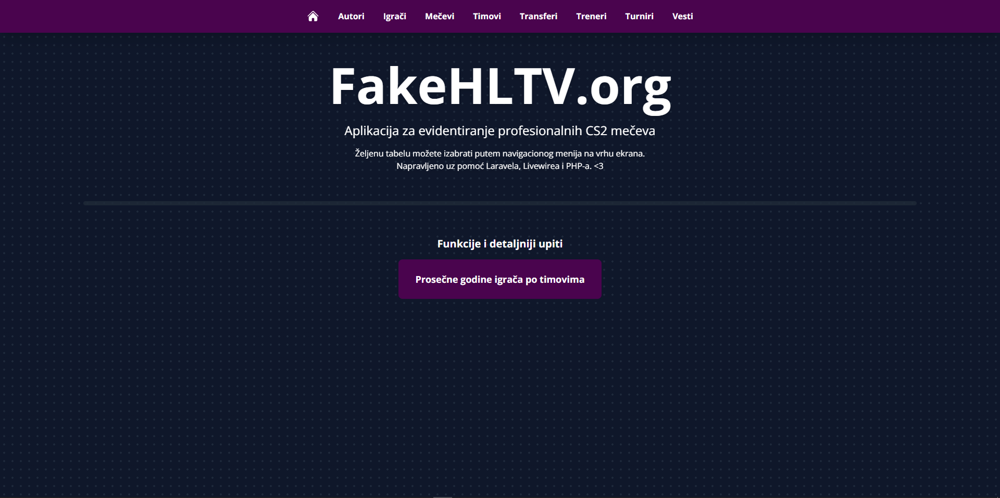 Autori Igrači Mečevi Timovi Transferi Treneri Turniri Vesti
FakeHLTV.org
Aplikacija za evidentiranje profesionalnih CS2 mečeva
Željenu tabelu možete izabrati putem navigacionog menija na vrhu ekrana.
Napravljeno uz pomoć Laravela, Livewirea i PHP-a. <3
Funkcije i detaljniji upiti
Prosečne godine igrača po timovima